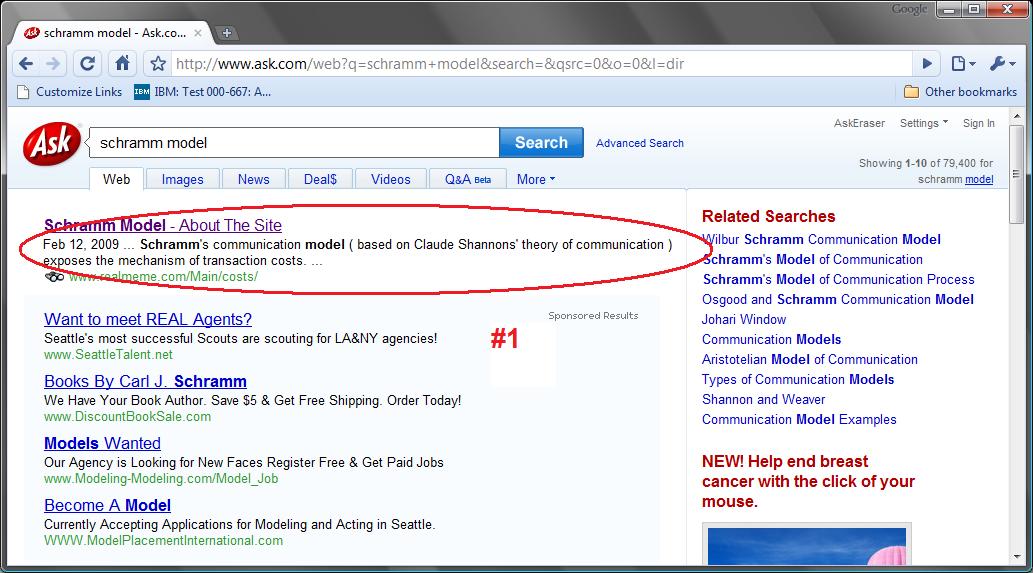 Google
schramm model - Ask.co...
http://www.ask.com/web?q=schramm+model&search=&qsrc=0&o=0&l=dir
Customize Links
IBM
IBM: Test 000-667: A...
Other bookmarks
AskEraser Settings Sign In
Ask
schramm model
Search
Advanced Search
Showing 1-10 of 79,400 for
schramm model
Web Images News Deal$ Videos Q&A Beta More
Schramm Model - About The Site
Feb 12, 2009 ... Schramm's communication model ( based on Claude Shannons' theory of communication )
exposes the mechanism of transaction costs. ...
www.realmeme.com/Main/costs/
Sponsored Results
#1
Want to meet REAL Agents?
Seattle's most successful Scouts are scouting for LA&NY agencies!
www.SeattleTalent.net
Books By Carl J. Schramm
We Have Your Book Author. Save $5 & Get Free Shipping. Order Today!
www.DiscountBookSale.com
Models Wanted
Our Agency is Looking for New Faces Register Free & Get Paid Jobs
www.Modeling-Modeling.com/Model_Job
Become A Model
Currently Accepting Applications for Modeling and Acting in Seattle.
WWW.ModelPlacementInternational.com
Related Searches
Wilbur Schramm Communication Model
Schramm's Model of Communication
Schramm's Model of Communication Process
Osgood and Schramm Communication Model
Johari Window
Communication Models
Aristotelian Model of Communication
Types of Communication Models
Shannon and Weaver
Communication Model Examples
NEW! Help end breast
cancer with the click of your
mouse.